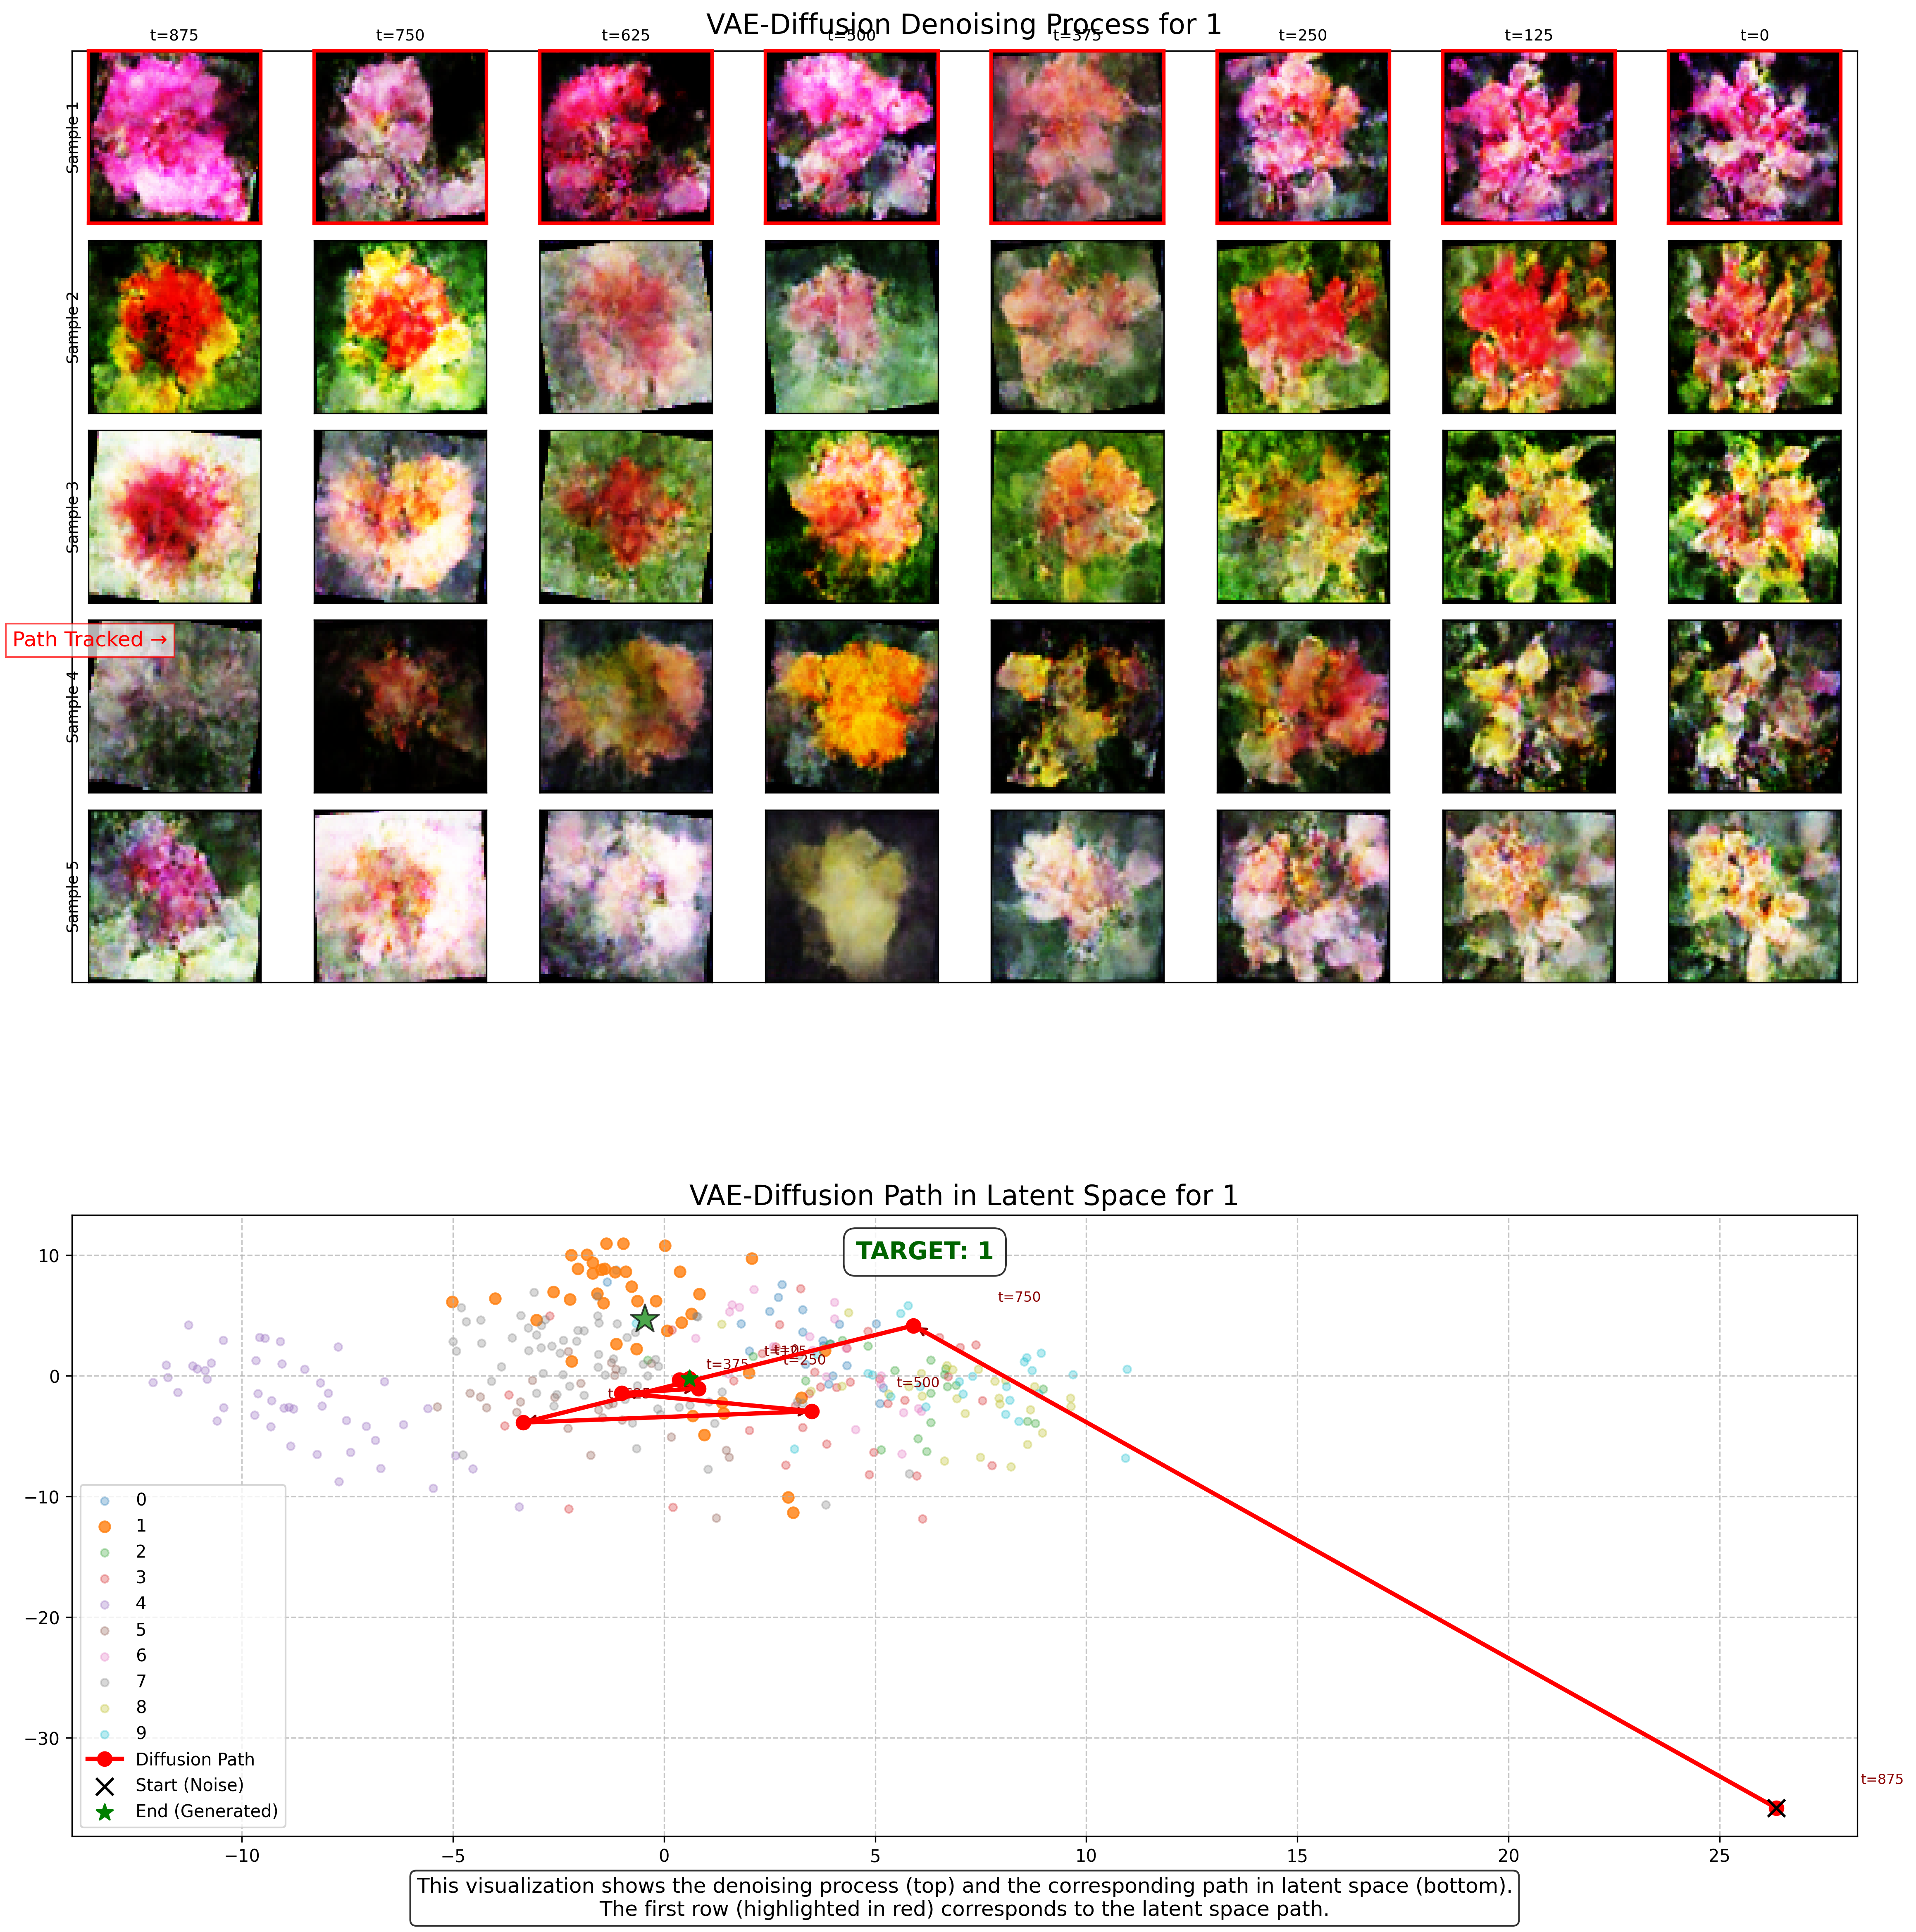 VAE-Diffusion Denoising Process for 1
t=875
t=750
t=625
t=500
t=375
t=250
t=125
t=0
Sample 1
Sample 2
Sample 3
Path Tracked →
Sample 4
Sample 5
VAE-Diffusion Path in Latent Space for 1
TARGET: 1
t=750
t=375
t=250
t=500
t=875
10
0
−10
−20
−30
0
1
2
3
4
5
6
7
8
9
Diffusion Path
Start (Noise)
End (Generated)
−10
−5
0
5
10
15
20
25
This visualization shows the denoising process (top) and the corresponding path in latent space (bottom).
The first row (highlighted in red) corresponds to the latent space path.